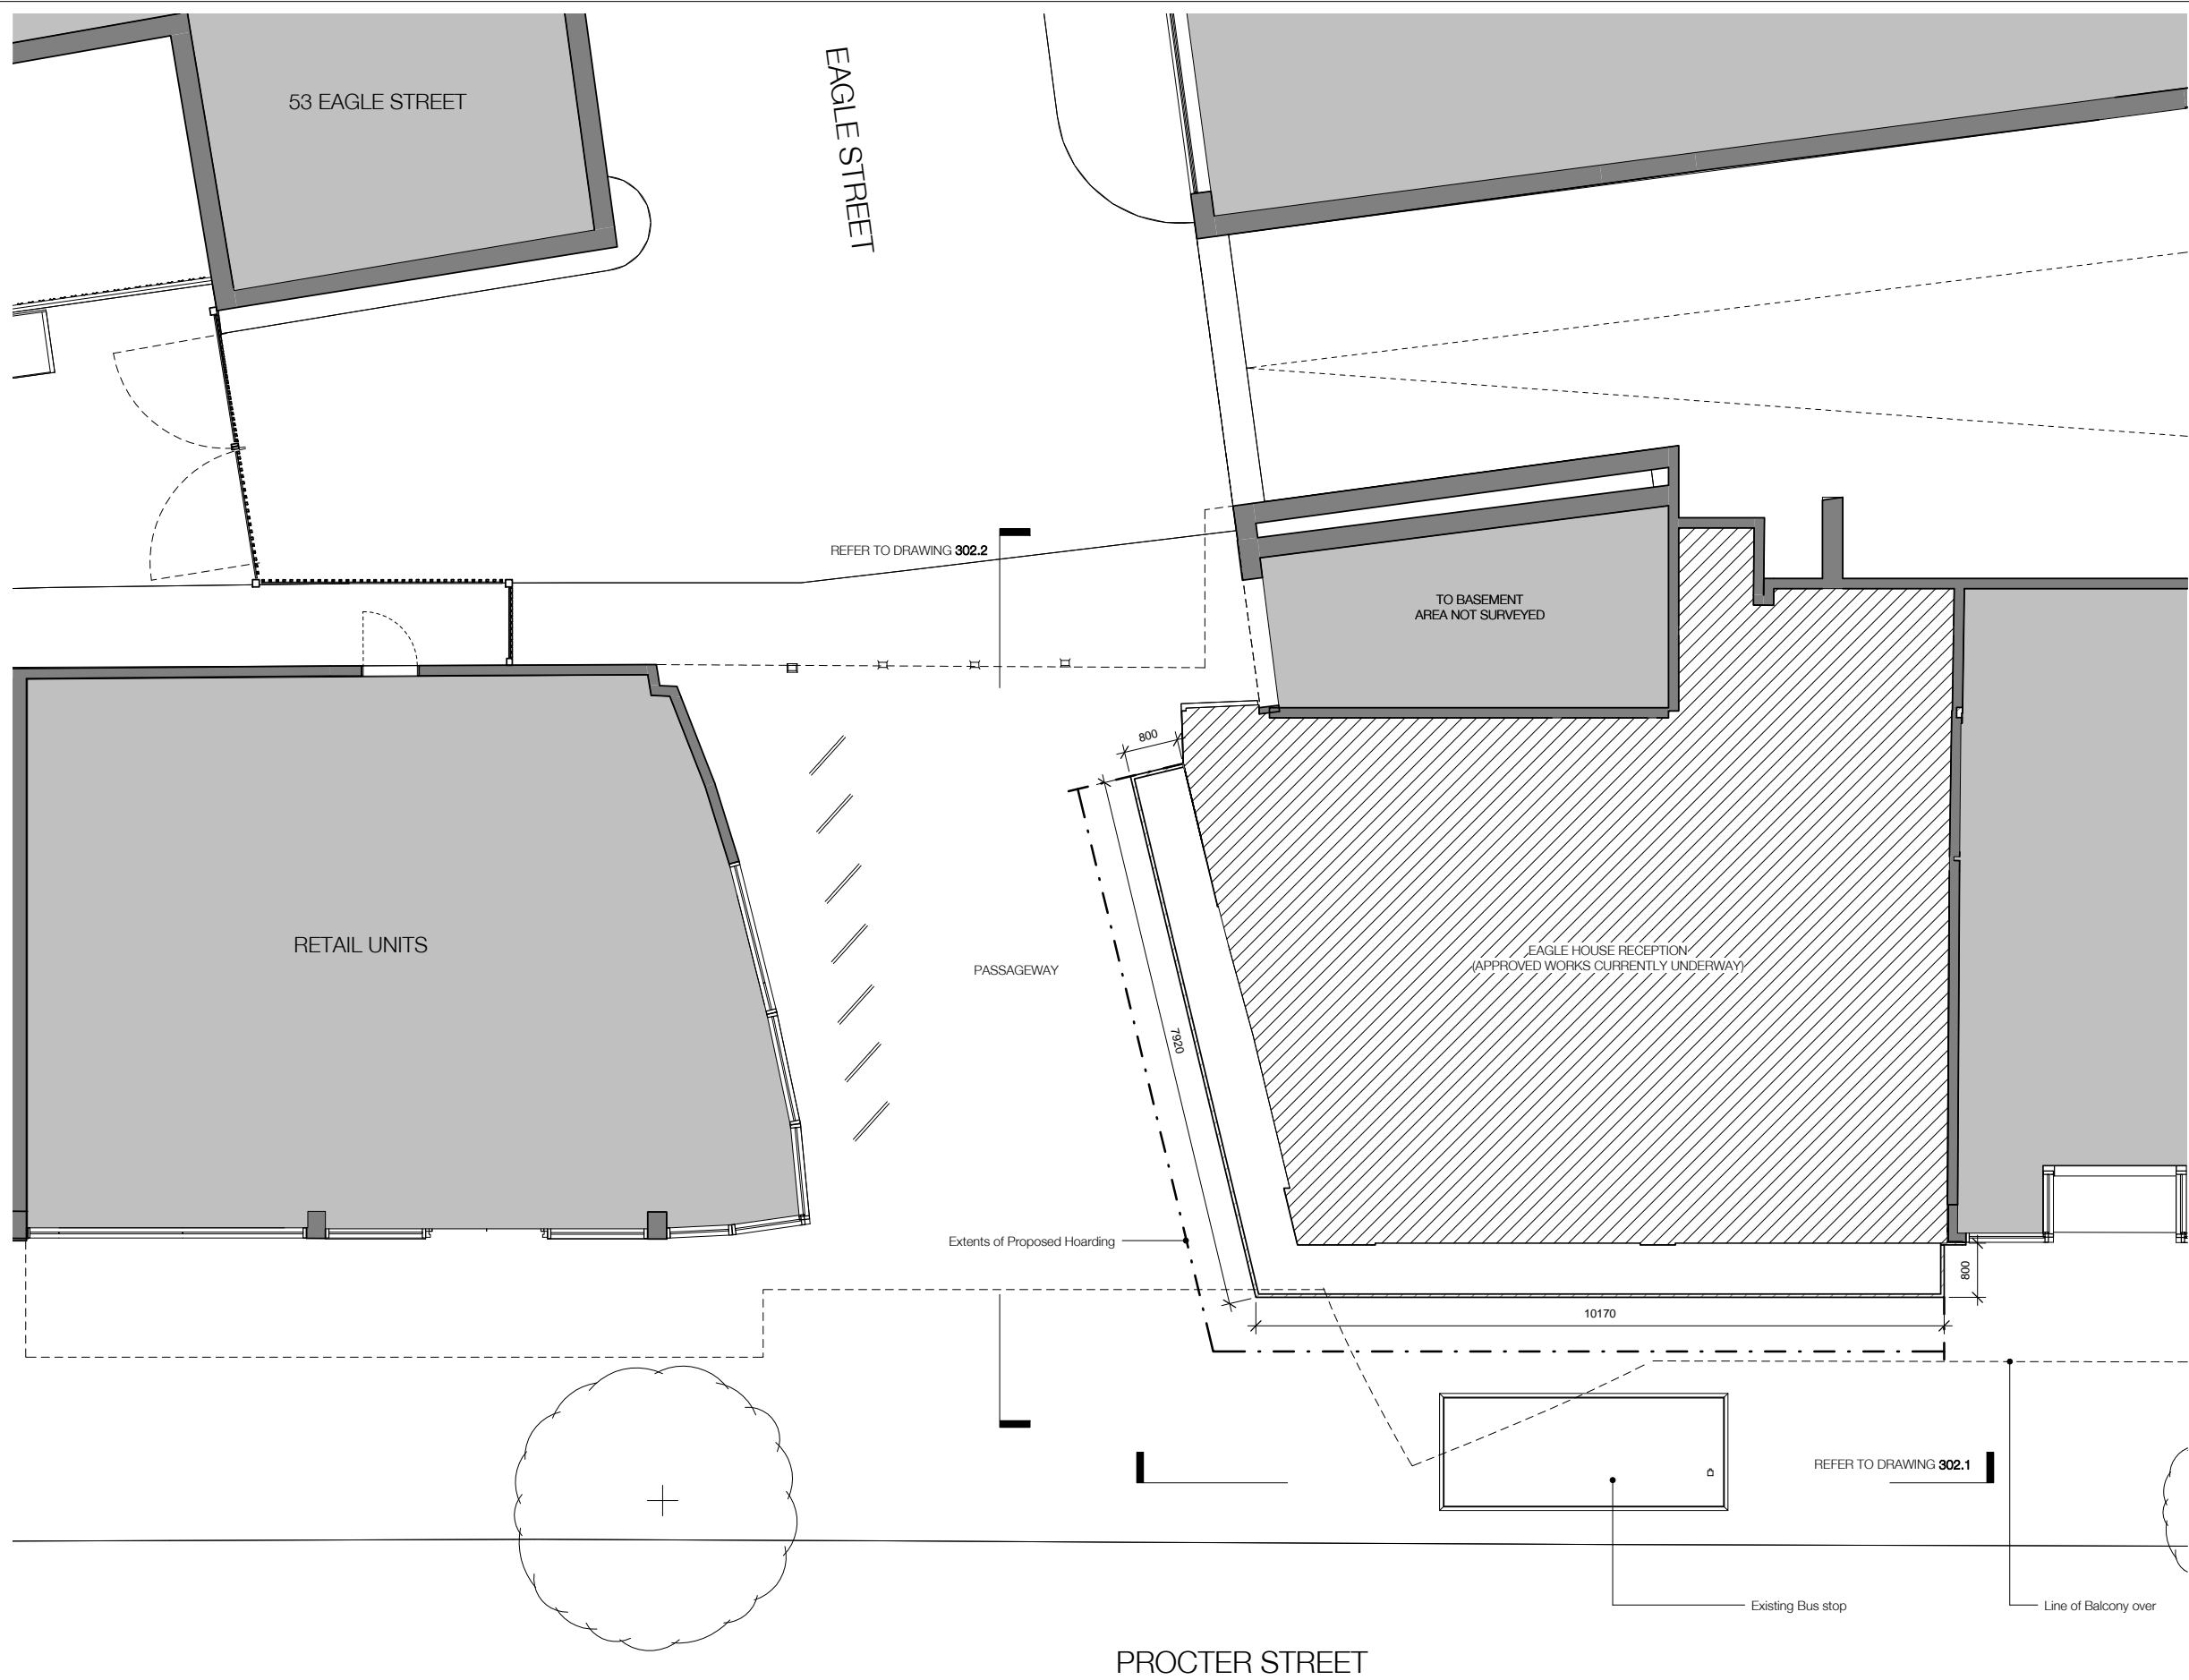 53 EAGLE STREET
EAGLE STREET
REFER TO DRAWING 302.2
TO BASEMENT
AREA NOT SURVEYED
800
RETAIL UNITS
PASSAGEWAY
EAGLE HOUSE RECEPTION
(APPROVED WORKS CURRENTLY UNDERWAY)
7920
Extents of Proposed Hoarding
800
10170
REFER TO DRAWING 302.1
Existing Bus stop
Line of Balcony over
PROCTER STREET